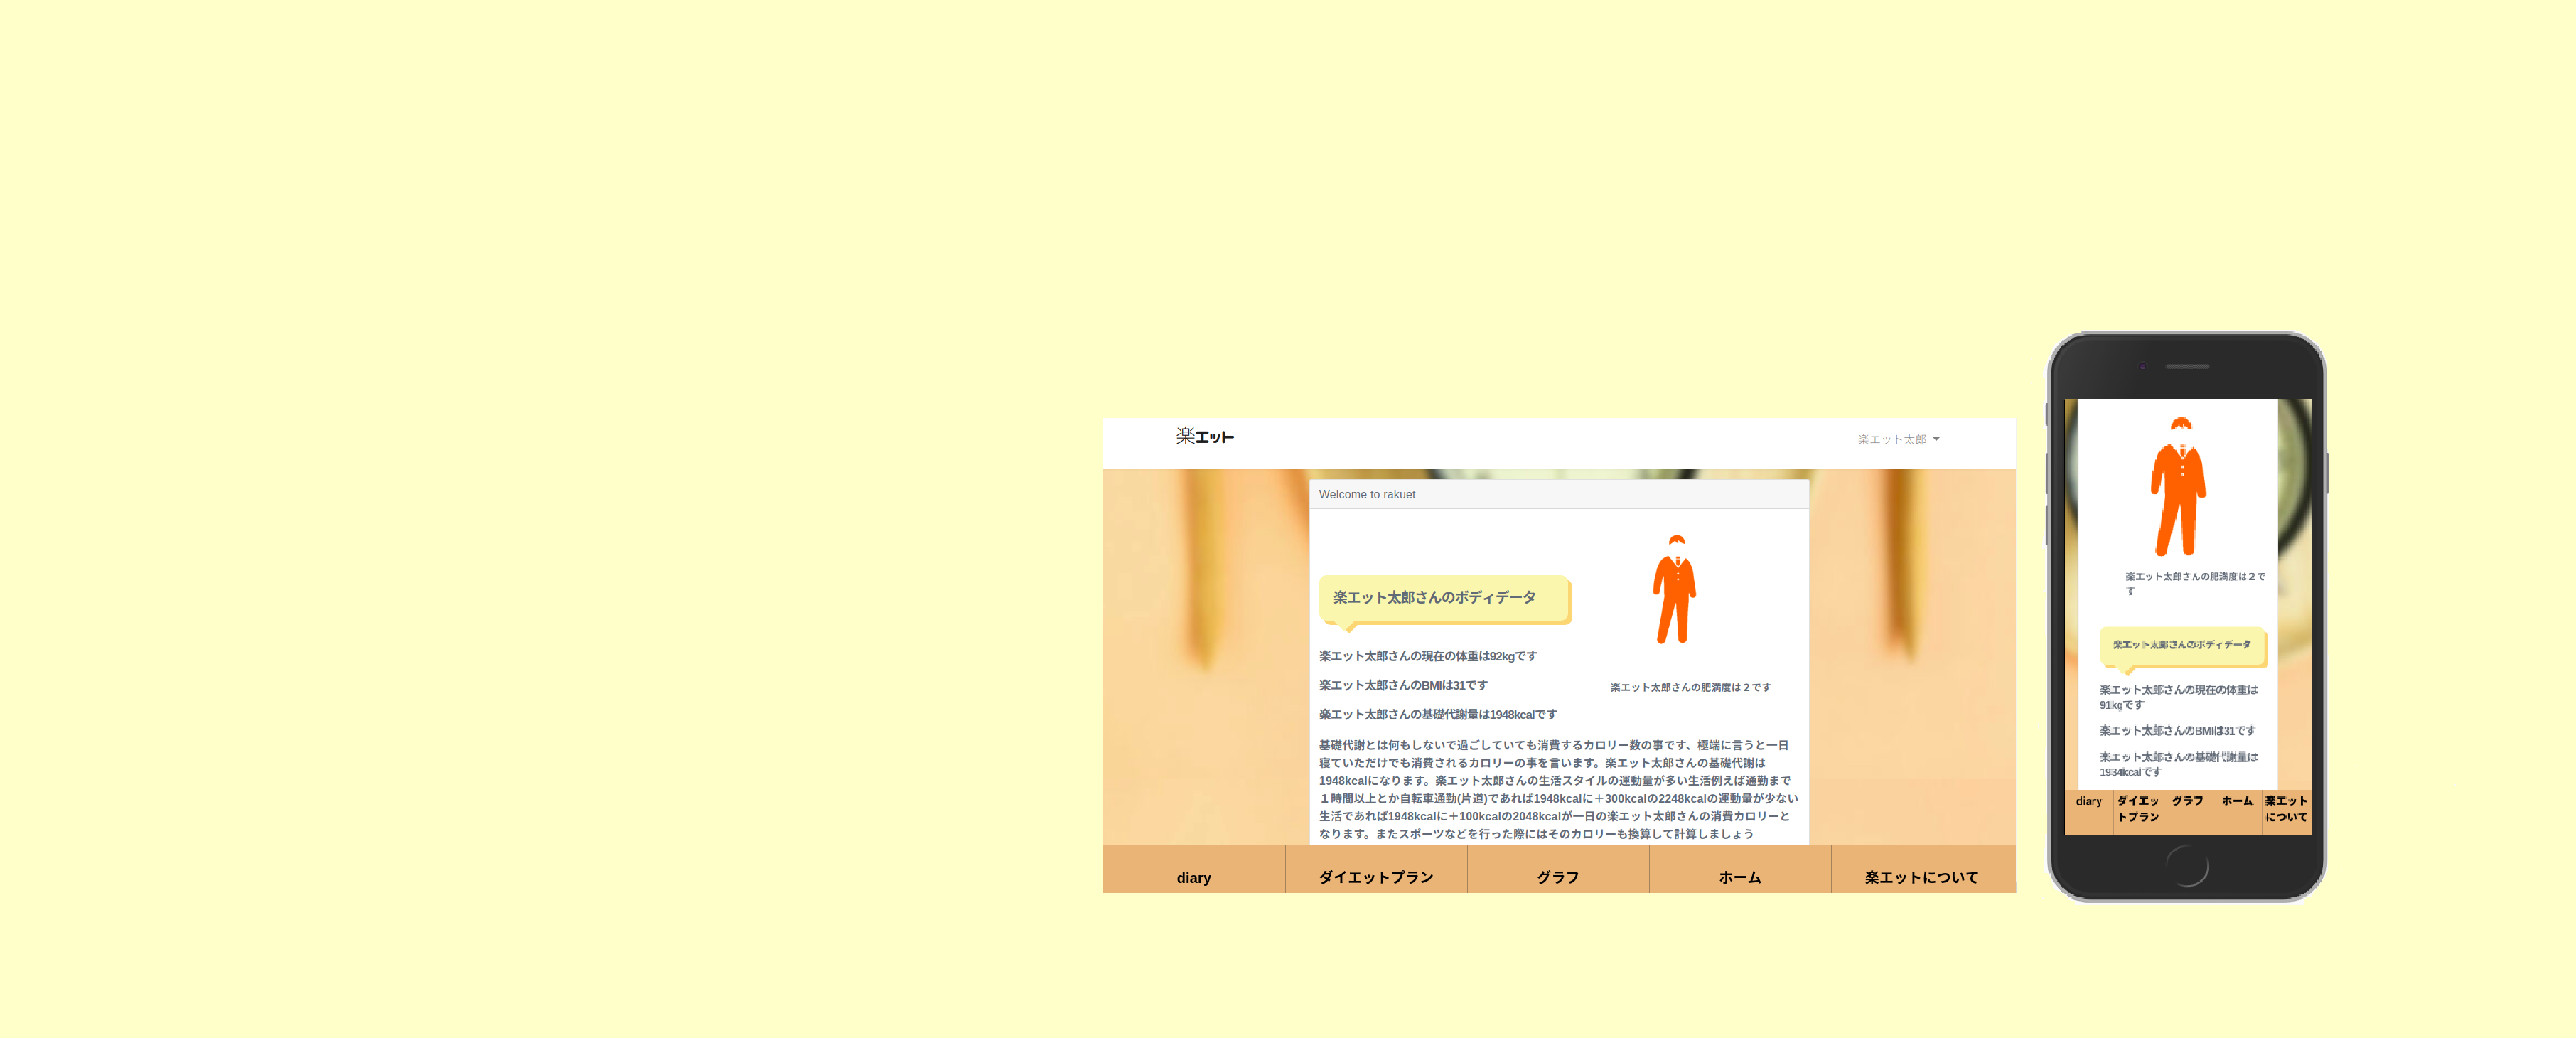 楽エット
楽エット太郎
Welcome to rakuet
楽エット太郎さんのボディデータ
楽エット太郎さんの現在の体重は92kgです
楽エット太郎さんのBMIは31です
楽エット太郎さんの肥満度は２です
楽エット太郎さんの基礎代謝量は1948kcalです
基礎代謝とは何もしないで過ごしていても消費するカロリー数の事です、極端に言うと一日
寝ていただけでも消費されるカロリーの事を言います。楽エット太郎さんの基礎代謝は
1948kcalになります。楽エット太郎さんの生活スタイルの運動量が多い生活例えば通勤まで
１時間以上とか自転車通勤(片道)であれば1948kcalに＋300kcalの2248kcalの運動量が少ない
生活であれば1948kcalに＋100kcalの2048kcalが一日の楽エット太郎さんの消費カロリーと
なります。またスポーツなどを行った際にはそのカロリーも換算して計算しましょう
diary
ダイエットプラン
グラフ
ホーム
楽エットについて
楽エット太郎さんの肥満度は２で
す
楽エット太郎さんのボディデータ
楽エット太郎さんの現在の体重は
91kgです
楽エット太郎さんのBMIは31です
楽エット太郎さんの基礎代謝量は
1934kcalです
diary
ダイエッ
トプラン
グラフ
ホーム
楽エット
について